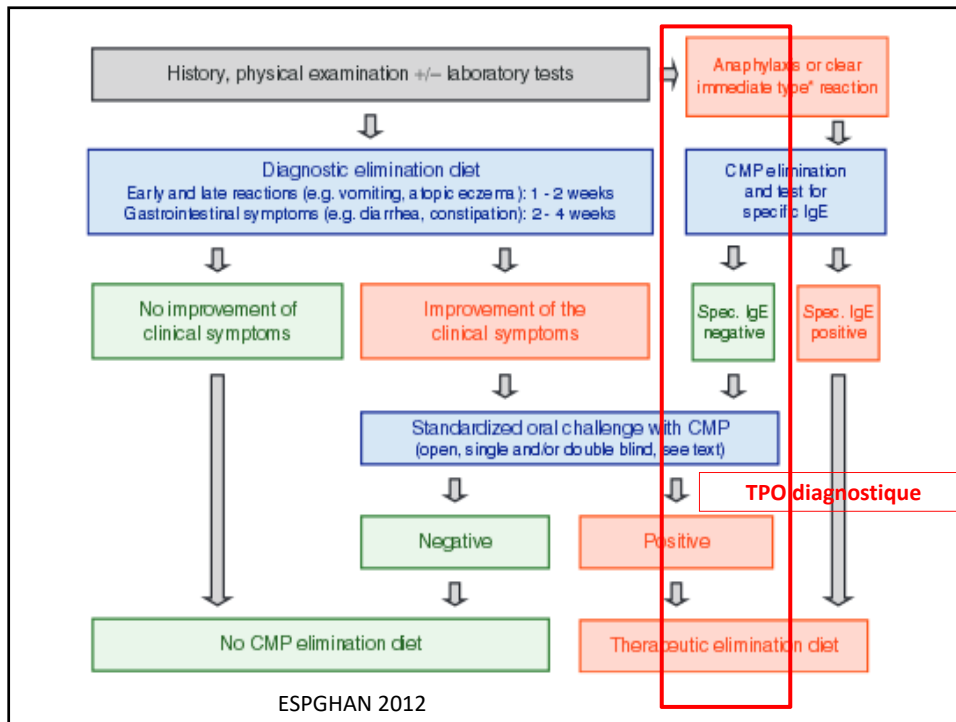 History, physical examination +/– laboratory tests
Anaphylaxis or clear
immediate type* reaction
Diagnostic elimination diet
Early and late reactions (e.g. vomiting, atopic eczema): 1 - 2 weeks
Gastrointestinal symptoms (e.g. diarrhea, constipation): 2 - 4 weeks
CMP elimination
and test for
specific IgE
No improvement of
clinical symptoms
Improvement of the
clinical symptoms
Spec. IgE
negative
Spec. IgE
positive
Standardized oral challenge with CMP
(open, single and/or double blind, see text)
TPO diagnostique
Negative
Positive
No CMP elimination diet
Therapeutic elimination diet
ESPGHAN 2012